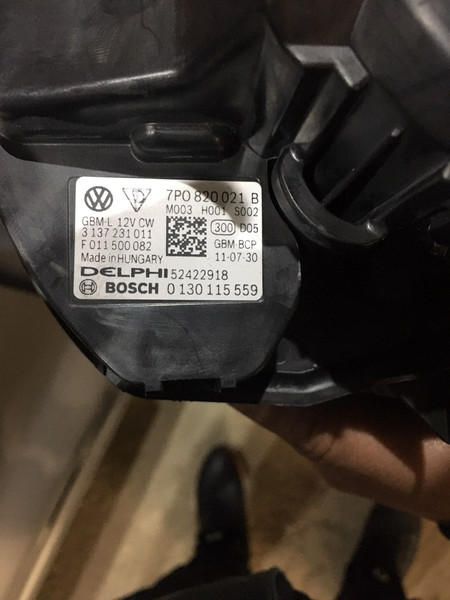 7P0 820 021 B
M003 H001 S002
GBM-L 12V CW
3 137 231 011
300 D05
F 011 500 082
GBM-BCP
Made in HUNGARY
11-07-30
DELPHI 52422918
BOSCH 0 130 115 559